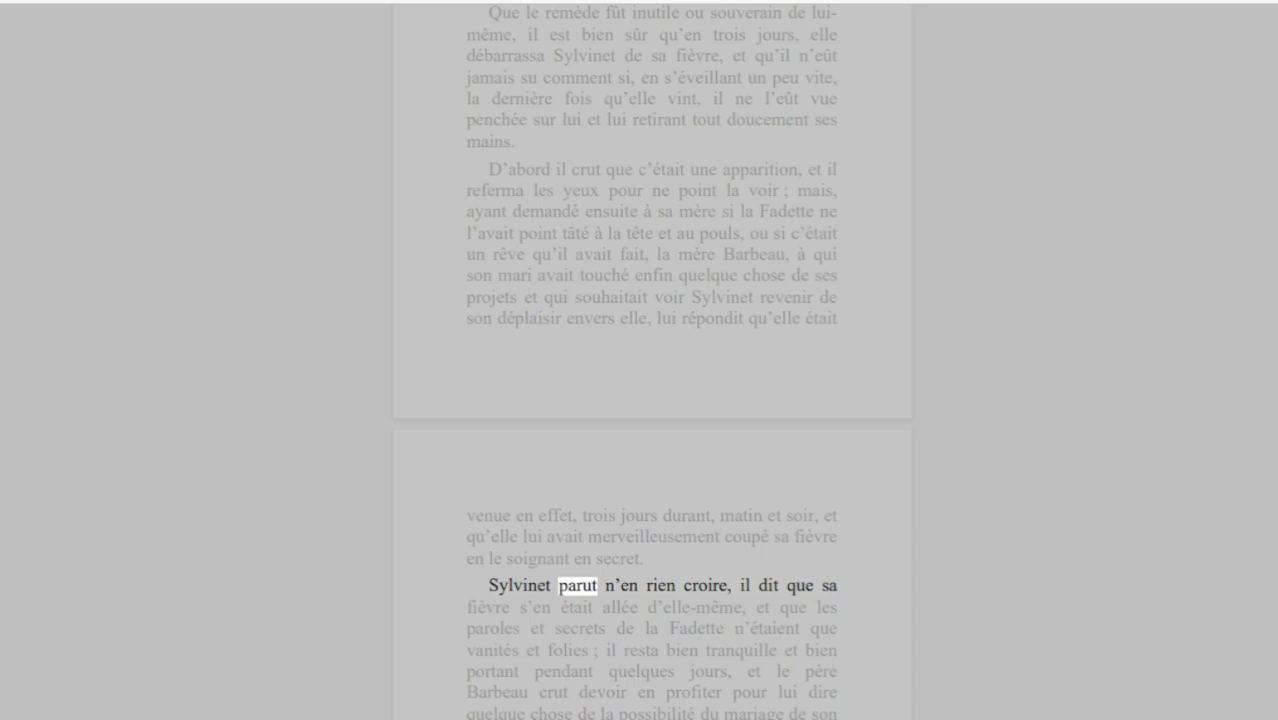 Que le remède fût inutile ou souverain de lui-
même, il est bien sûr qu'en trois jours, elle
débarrassa Sylvinet de sa fièvre, et qu'il n'eût
jamais su comment si, en s'éveillant un peu vite,
la dernière fois qu'elle vint, il ne l'eût vue
penchée sur lui et lui retirant tout doucement ses
mains.
D'abord il crut que c'était une apparition, et il
referma les yeux pour ne point la voir ; mais,
ayant demandé ensuite à sa mère si la Fadette ne
l'avait point tâté à la tête et au pouls, ou si c'était
un rêve qu'il avait fait, la mère Barbeau, à qui
son mari avait touché enfin quelque chose de ses
projets et qui souhaitait voir Sylvinet revenir de
son déplaisir envers elle, lui répondit qu'elle était
venue en effet, trois jours durant, matin et soir, et
qu'elle lui avait merveilleusement coupé sa fièvre
en le soignant en secret.
Sylvinet parut n'en rien croire, il dit que sa
fièvre s'en était allée d'elle-même, et que les
paroles et secrets de la Fadette n'étaient que
vanités et folies ; il resta bien tranquille et bien
portant pendant quelques jours, et le père
Barbeau crut devoir en profiter pour lui dire
quelque chose de la possibilité du mariage de son